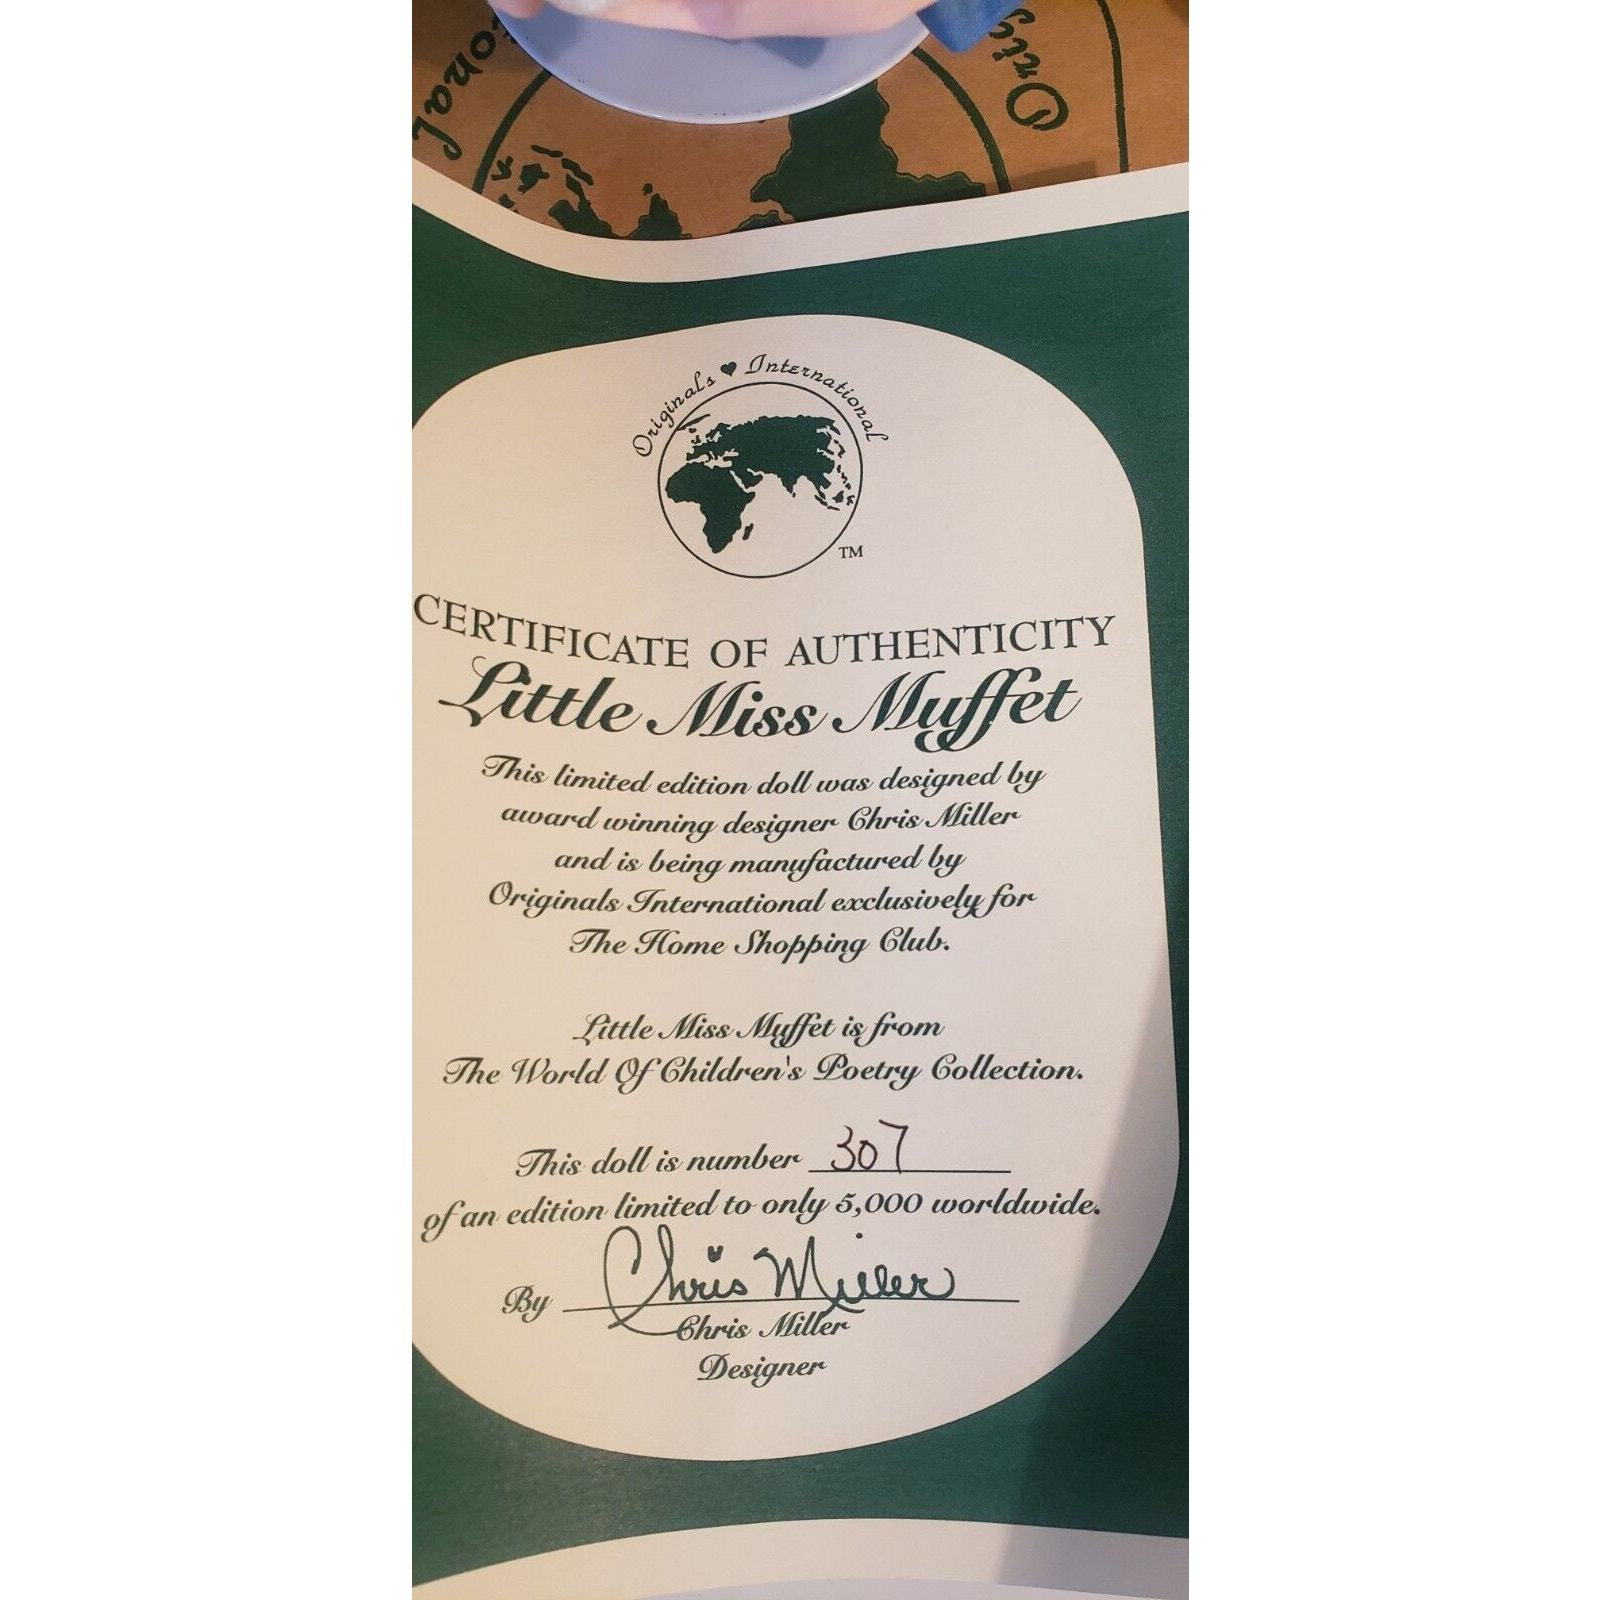 onal
Orig
Originals ♥ International
TM
CERTIFICATE OF AUTHENTICITY
Little Miss Muffet
This limited edition doll was designed by
award winning designer Chris Miller
and is being manufactured by
Originals International exclusively for
The Home Shopping Club.
Little Miss Muffet is from
The World Of Children's Poetry Collection.
This doll is number 307
of an edition limited to only 5,000 worldwide.
By Chris Miller
Chris Miller
Designer